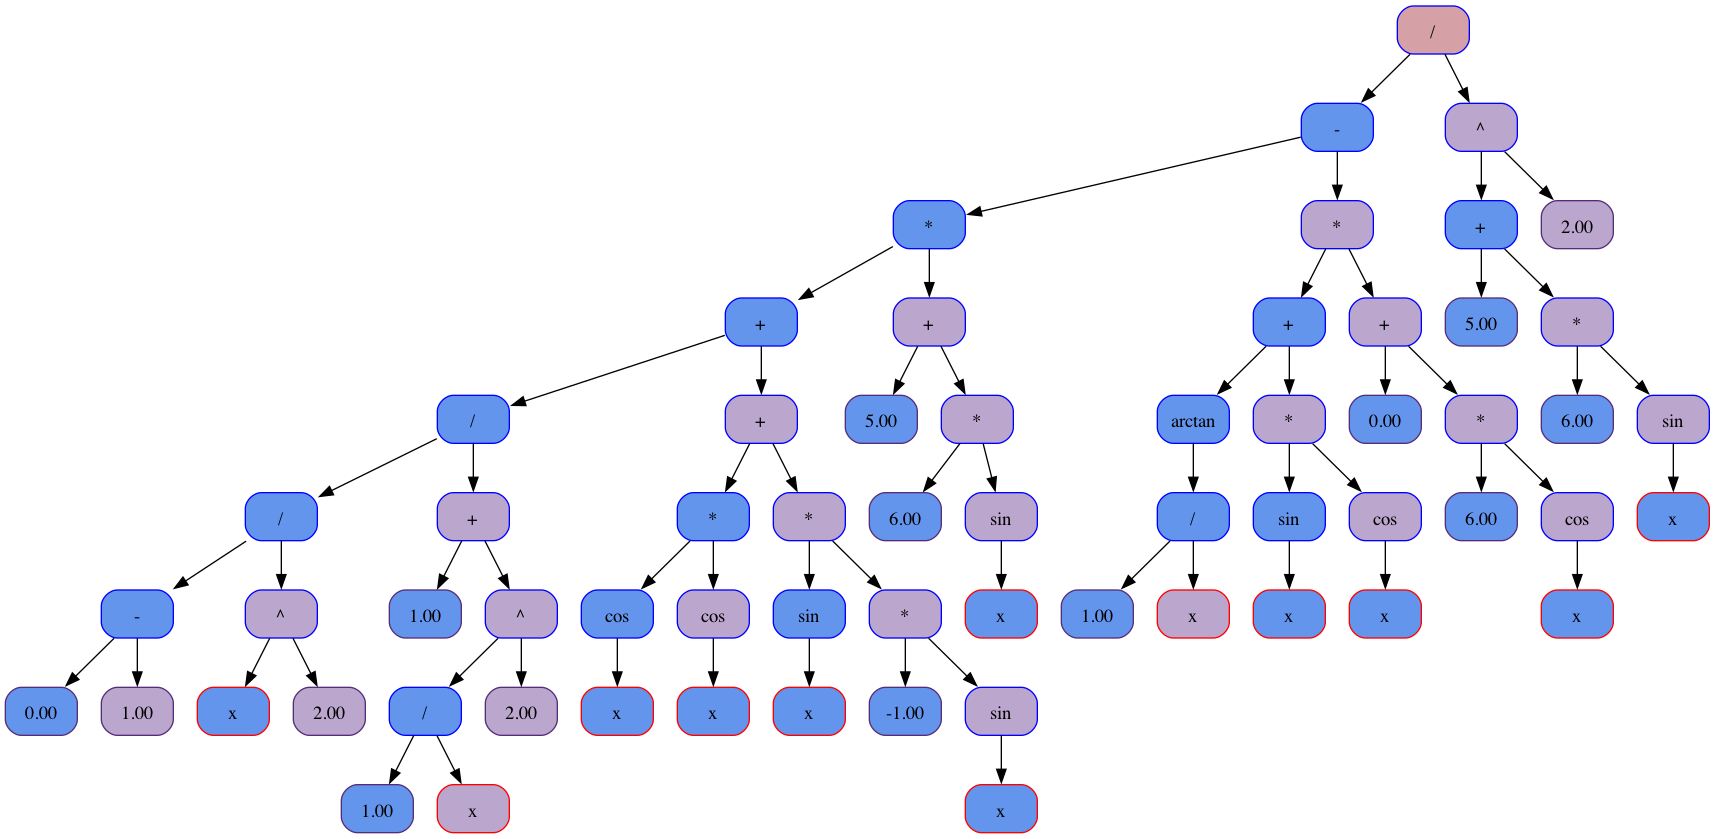 /
- ^
* * + 2.00
+ + + + 5.00 *
/ + 5.00 * arctan * 0.00 * 6.00 sin
/ + * * 6.00 sin / sin cos 6.00 cos x
- ^ 1.00 ^ cos cos sin * x 1.00 x x x x
0.00 1.00 x 2.00 / 2.00 x x x -1.00 sin
1.00 x x